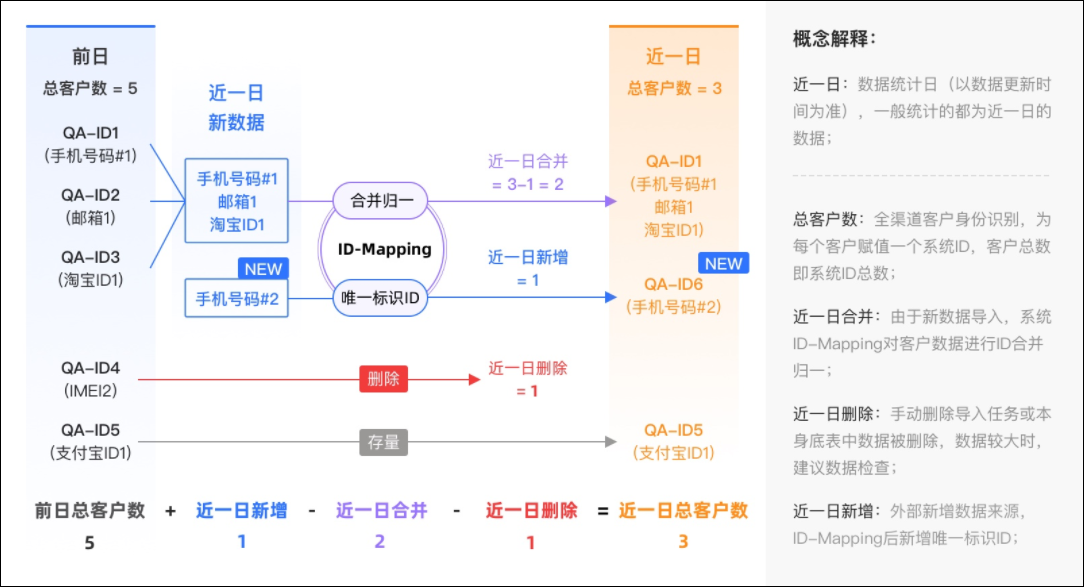 前日
总客户数 = 5
QA-ID1
(手机号码#1)
QA-ID2
(邮箱1)
QA-ID3
(淘宝ID1)
近一日
新数据
手机号码#1
邮箱1
淘宝ID1
NEW
手机号码#2
合并归一
ID-Mapping
唯一标识ID
近一日合并
= 3-1 = 2
近一日新增
= 1
近一日
总客户数 = 3
QA-ID1
(手机号码#1
邮箱1
淘宝ID1)
NEW
QA-ID6
(手机号码#2)
QA-ID4
(IMEI2)
删除
近一日删除
= 1
QA-ID5
(支付宝ID1)
存量
QA-ID5
(支付宝ID1)
前日总客户数 + 近一日新增 - 近一日合并 - 近一日删除 = 近一日总客户数
5 1 2 1 3
概念解释：
近一日：数据统计日（以数据更新时
间为准），一般统计的都为近一日的
数据；
总客户数：全渠道客户身份识别，为
每个客户赋值一个系统ID，客户总数
即系统ID总数；
近一日合并：由于新数据导入，系统
ID-Mapping对客户数据进行ID合并
归一；
近一日删除：手动删除导入任务或本
身底表中数据被删除，数据较大时，
建议数据检查；
近一日新增：外部新增数据来源，
ID-Mapping后新增唯一标识ID；